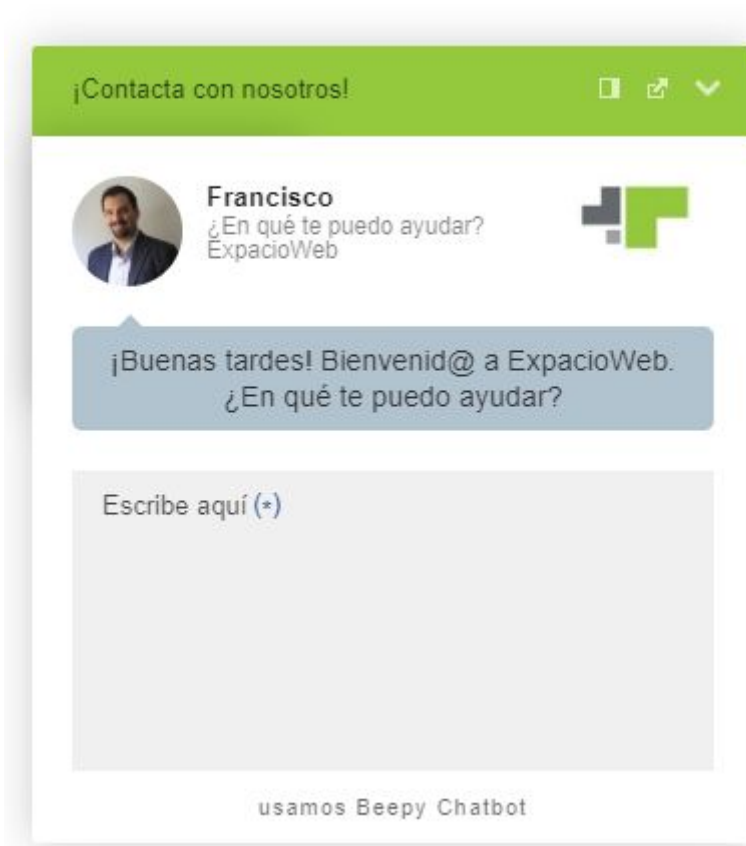 ¡Contacta con nosotros!
Francisco
¿En qué te puedo ayudar?
ExpacioWeb
¡Buenas tardes! Bienvenid@ a ExpacioWeb.
¿En qué te puedo ayudar?
Escribe aquí (*)
usamos Beepy Chatbot